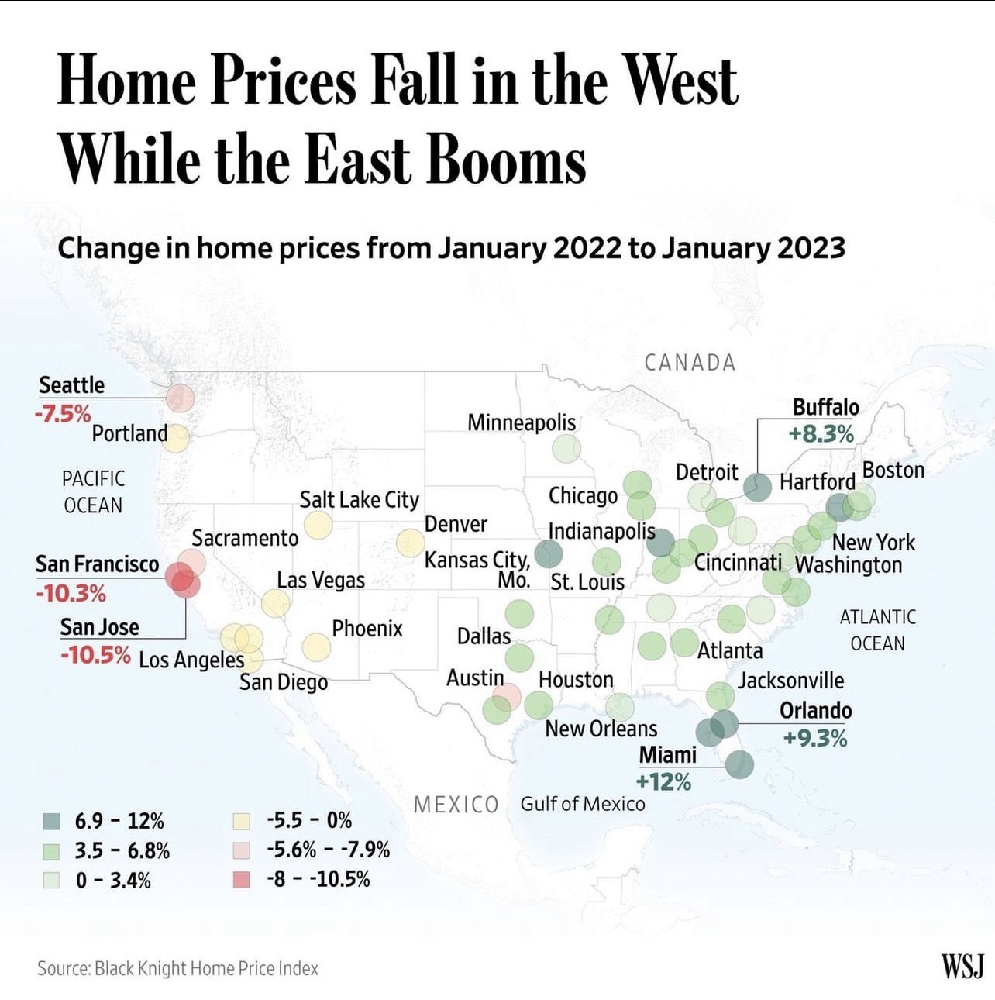 Home Prices Fall in the West
While the East Booms
Change in home prices from January 2022 to January 2023
CANADA
Seattle
-7.5%
Portland
PACIFIC
OCEAN
Minneapolis
Buffalo
+8.3%
Detroit
Hartford
Boston
Chicago
Salt Lake City
Denver
Indianapolis
Sacramento
New York
San Francisco
-10.3%
Kansas City,
Mo.
St. Louis
Cincinnati
Washington
Las Vegas
San Jose
-10.5%
Phoenix
Dallas
ATLANTIC
OCEAN
Atlanta
Los Angeles
San Diego
Austin
Houston
Jacksonville
Orlando
+9.3%
New Orleans
Miami
+12%
MEXICO
Gulf of Mexico
6.9 – 12%
3.5 – 6.8%
0 – 3.4%
-5.5 – 0%
-5.6% – -7.9%
-8 – -10.5%
Source: Black Knight Home Price Index
WSJ